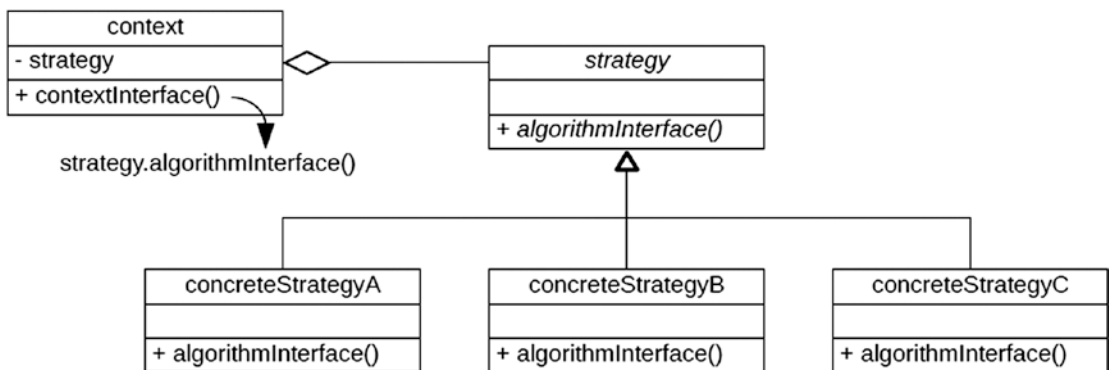 context
- strategy
+ contextInterface()
strategy.algorithmInterface()
strategy
+ algorithmInterface()
concreteStrategyA
+ algorithmInterface()
concreteStrategyB
+ algorithmInterface()
concreteStrategyC
+ algorithmInterface()